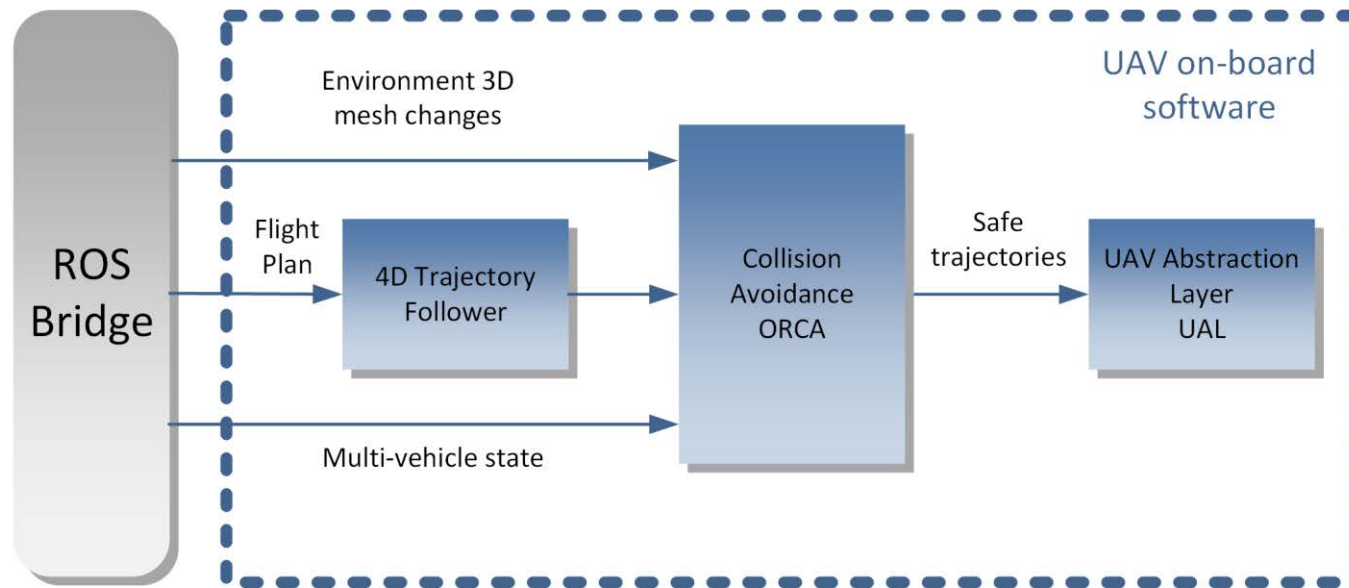 ROS
Bridge
Environment 3D
mesh changes
UAV on-board
software
Flight
Plan
4D Trajectory
Follower
Collision
Avoidance
ORCA
Safe
trajectories
UAV Abstraction
Layer
UAL
Multi-vehicle state